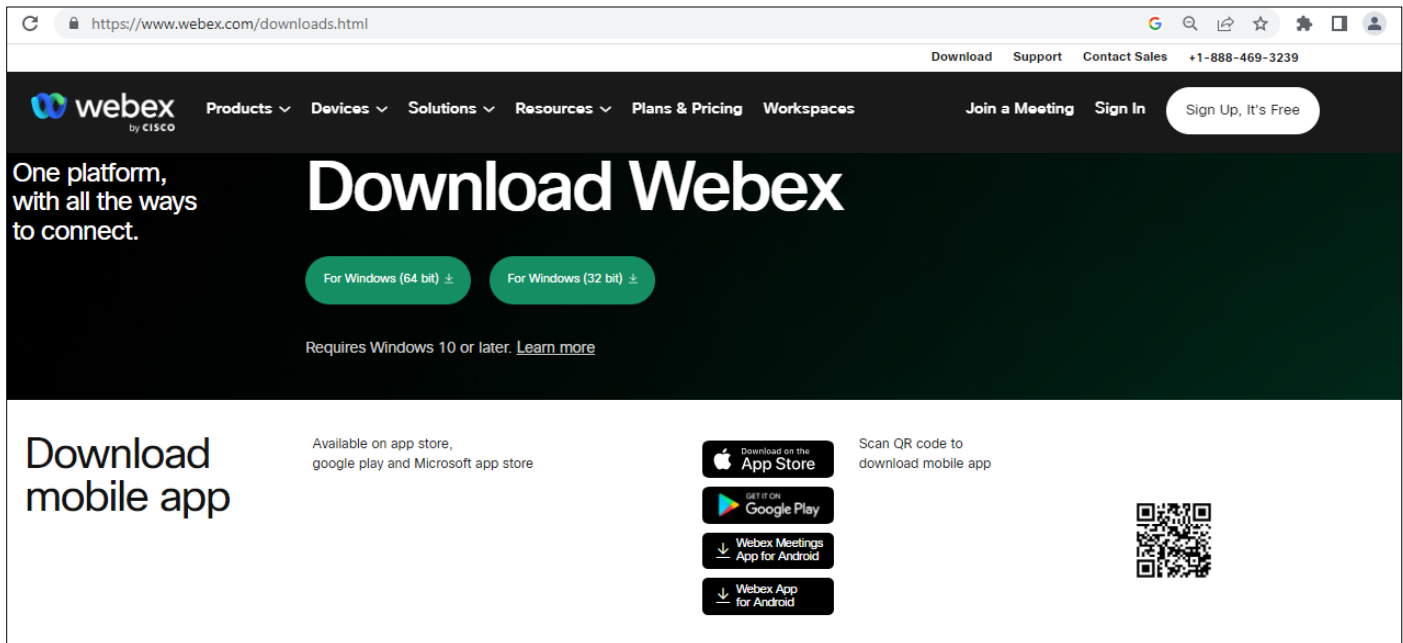 https://www.webex.com/downloads.html
Download Support Contact Sales +1-888-469-3239
webex
by CISCO
Products Devices Solutions Resources Plans & Pricing Workspaces Join a Meeting Sign In Sign Up, It's Free
One platform,
with all the ways
to connect.
Download Webex
For Windows (64 bit) For Windows (32 bit)
Requires Windows 10 or later. Learn more
Download
mobile app
Available on app store,
google play and Microsoft app store
Download on the
App Store
GET IT ON
Google Play
Webex Meetings
App for Android
Webex App
for Android
Scan QR code to
download mobile app